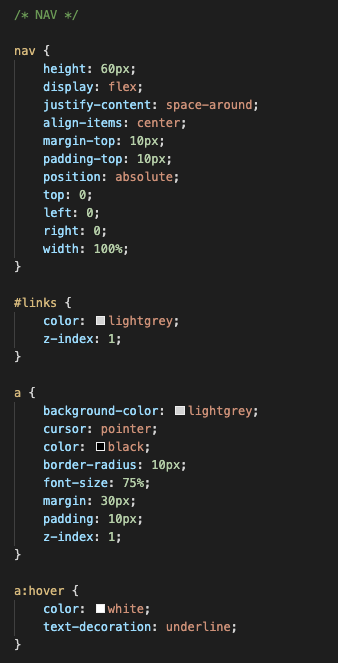 /* NAV */
nav {
    height: 60px;
    display: flex;
    justify-content: space-around;
    align-items: center;
    margin-top: 10px;
    padding-top: 10px;
    position: absolute;
    top: 0;
    left: 0;
    right: 0;
    width: 100%;
}
#links {
    color: lightgrey;
    z-index: 1;
}
a {
    background-color: lightgrey;
    cursor: pointer;
    color: black;
    border-radius: 10px;
    font-size: 75%;
    margin: 30px;
    padding: 10px;
    z-index: 1;
}
a:hover {
    color: white;
    text-decoration: underline;
}